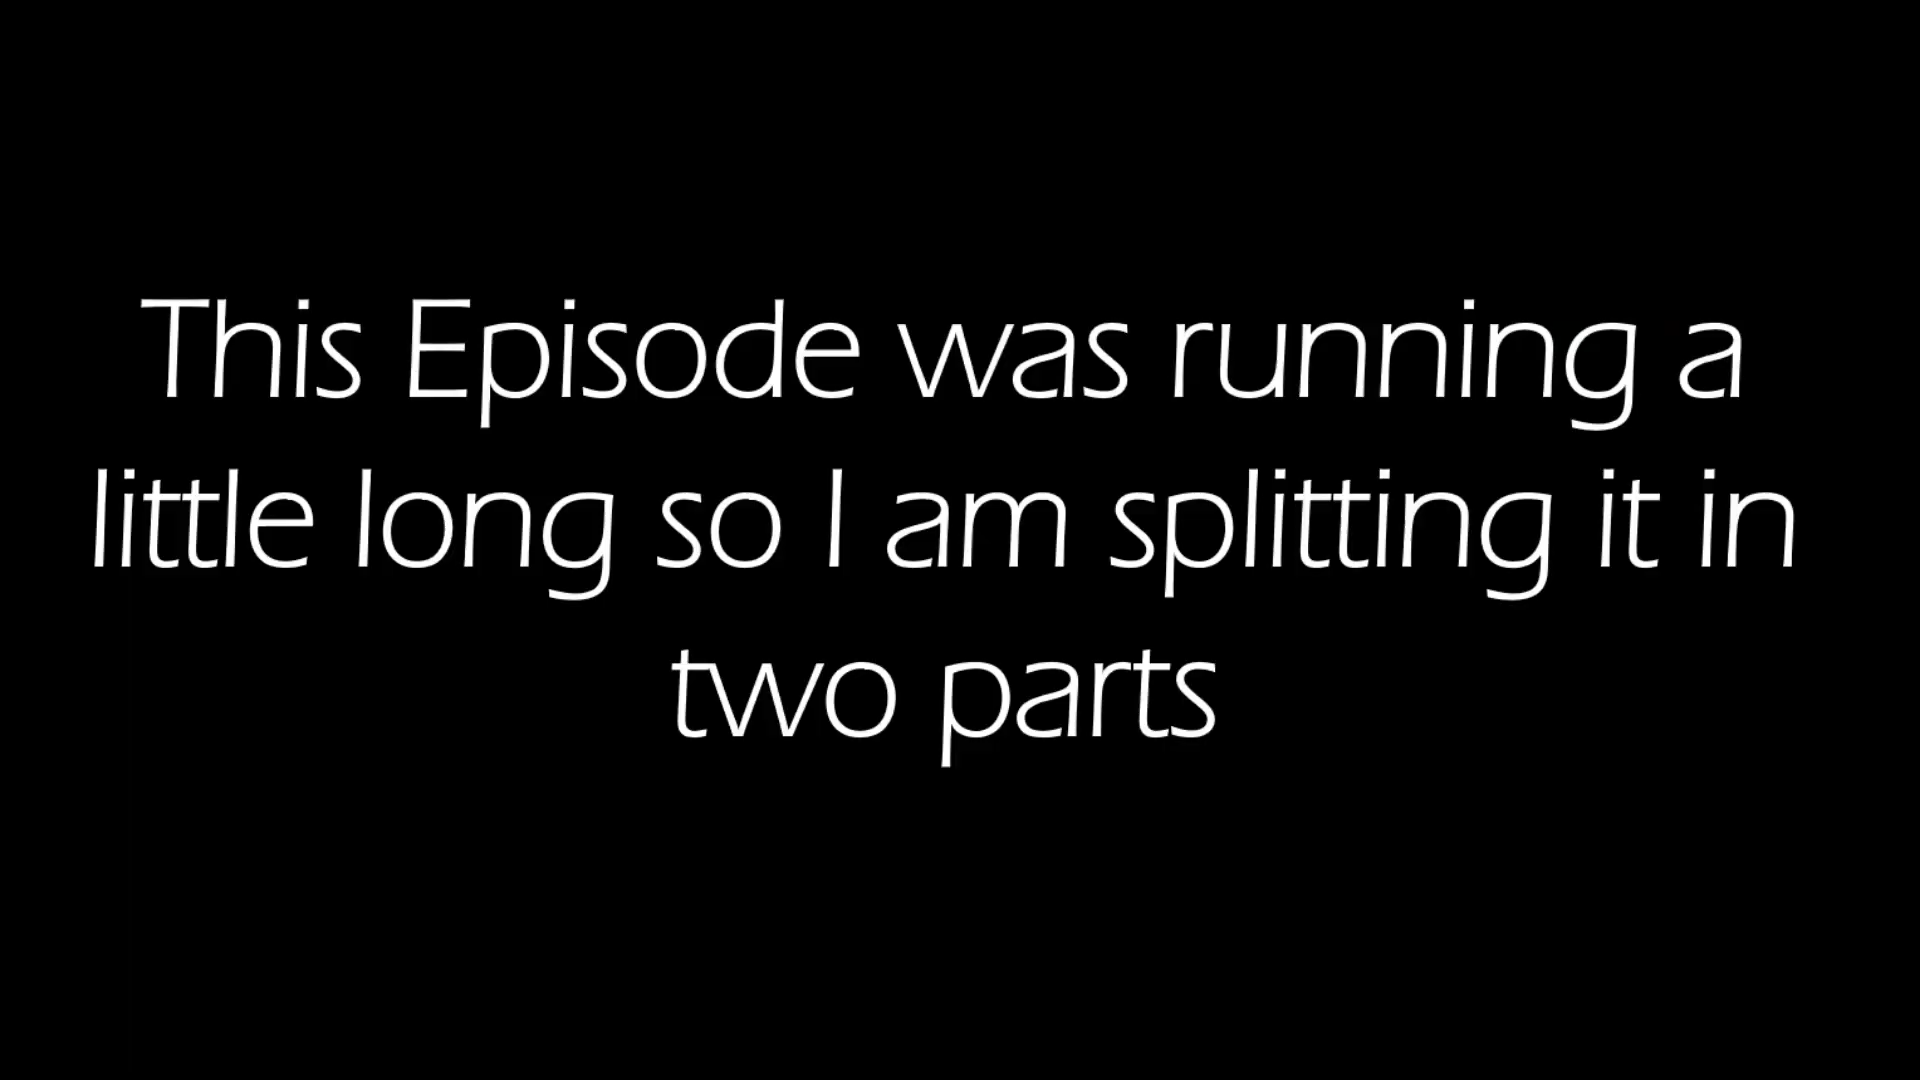 This Episode was running a
little long so I am splitting it in
two parts